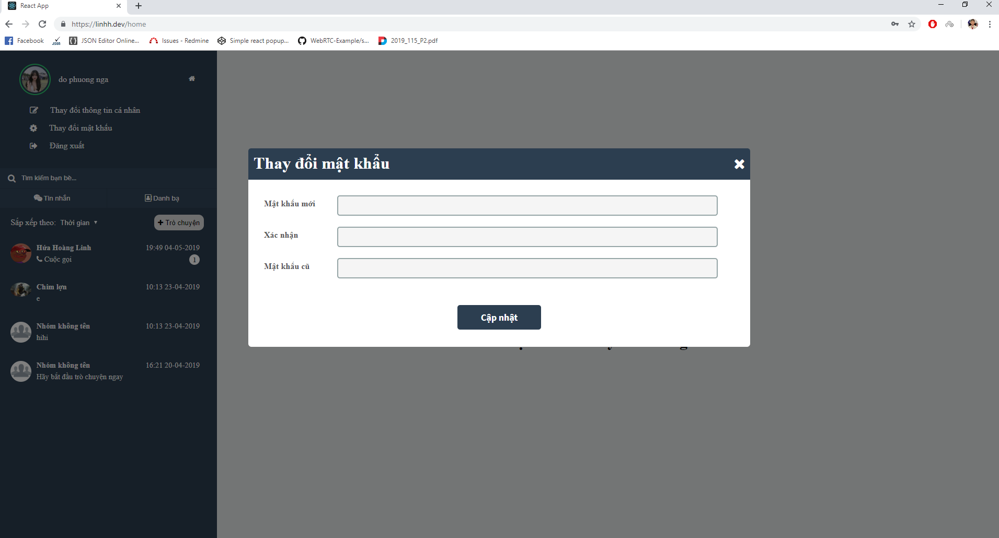 React App
https://linhh.dev/home
Facebook
JSON
JSON Editor Online...
Issues - Redmine
Simple react popup...
WebRTC-Example/s...
2019_115_P2.pdf
do phuong nga
Thay đổi thông tin cá nhân
Thay đổi mật khẩu
Đăng xuất
Tìm kiếm bạn bè...
Tin nhắn
Danh bạ
Sắp xếp theo: Thời gian
Trò chuyện
Hứa Hoàng Linh 19:49 04-05-2019
Cuộc gọi 1
Chim lợn 10:13 23-04-2019
e
Nhóm không tên 10:13 23-04-2019
hihi
Nhóm không tên 16:21 20-04-2019
Hãy bắt đầu trò chuyện ngay
Thay đổi mật khẩu
Mật khẩu mới
Xác nhận
Mật khẩu cũ
Cập nhật